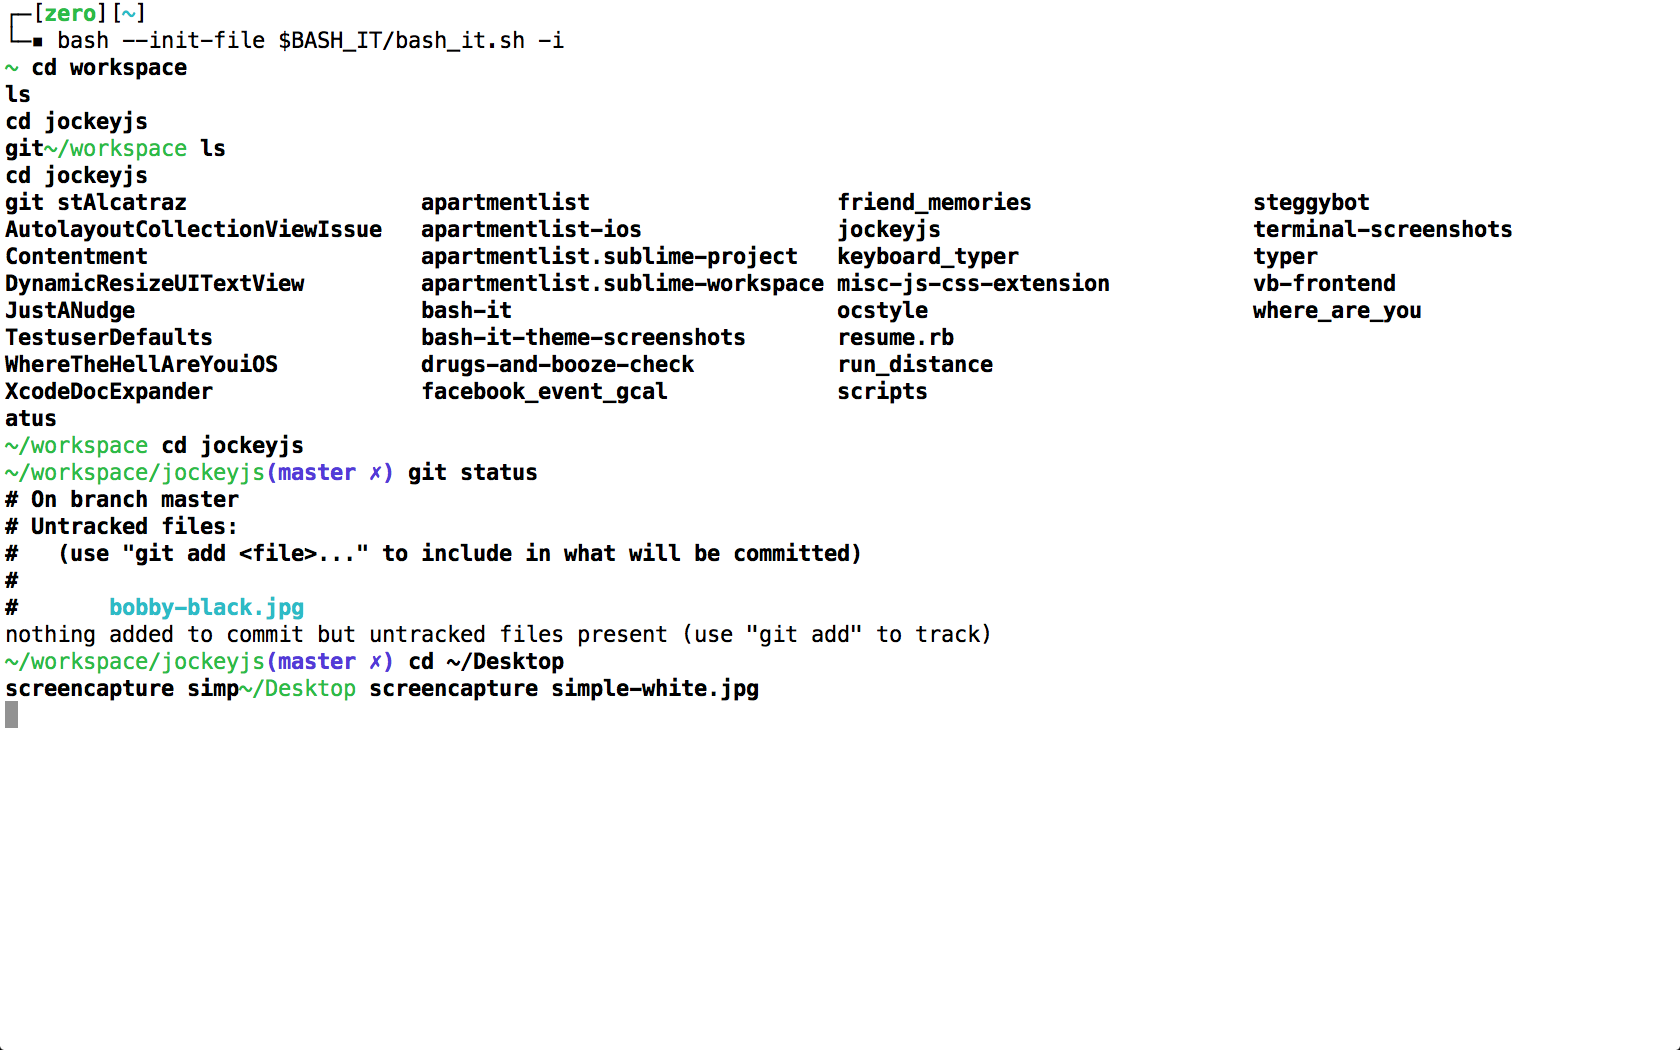 ┌─[zero][~]
└─▪ bash --init-file $BASH_IT/bash_it.sh -i
~ cd workspace
ls
cd jockeyjs
git~/workspace ls
cd jockeyjs
git stAlcatraz                  apartmentlist                   friend_memories                 steggybot
AutolayoutCollectionViewIssue   apartmentlist-ios               jockeyjs                        terminal-screenshots
Contentment                     apartmentlist.sublime-project   keyboard_typer                  typer
DynamicResizeUITextView         apartmentlist.sublime-workspace misc-js-css-extension           vb-frontend
JustANudge                      bash-it                         ocstyle                         where_are_you
TestuserDefaults                bash-it-theme-screenshots       resume.rb
WhereTheHellAreYouiOS           drugs-and-booze-check           run_distance
XcodeDocExpander                facebook_event_gcal             scripts
atus
~/workspace cd jockeyjs
~/workspace/jockeyjs(master ✗) git status
# On branch master
# Untracked files:
#   (use "git add <file>..." to include in what will be committed)
#
#       bobby-black.jpg
nothing added to commit but untracked files present (use "git add" to track)
~/workspace/jockeyjs(master ✗) cd ~/Desktop
screencapture simp~/Desktop screencapture simple-white.jpg